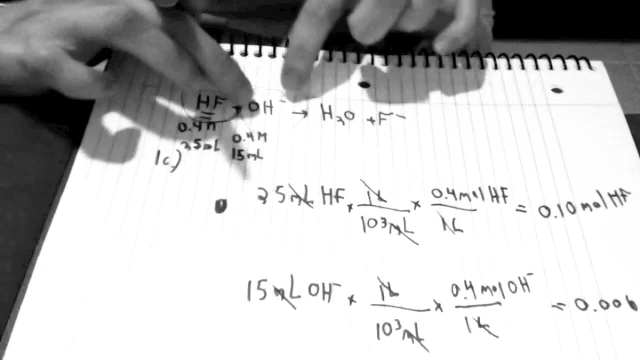 HF + OH⁻ → H₂O + F⁻
0.4M 0.4M
25mL 15mL
1c)
25mL HF × 1L/10³mL × 0.4mol HF/1L = 0.10 mol HF
15mL OH⁻ × 1L/10³mL × 0.4mol OH⁻/1L = 0.006